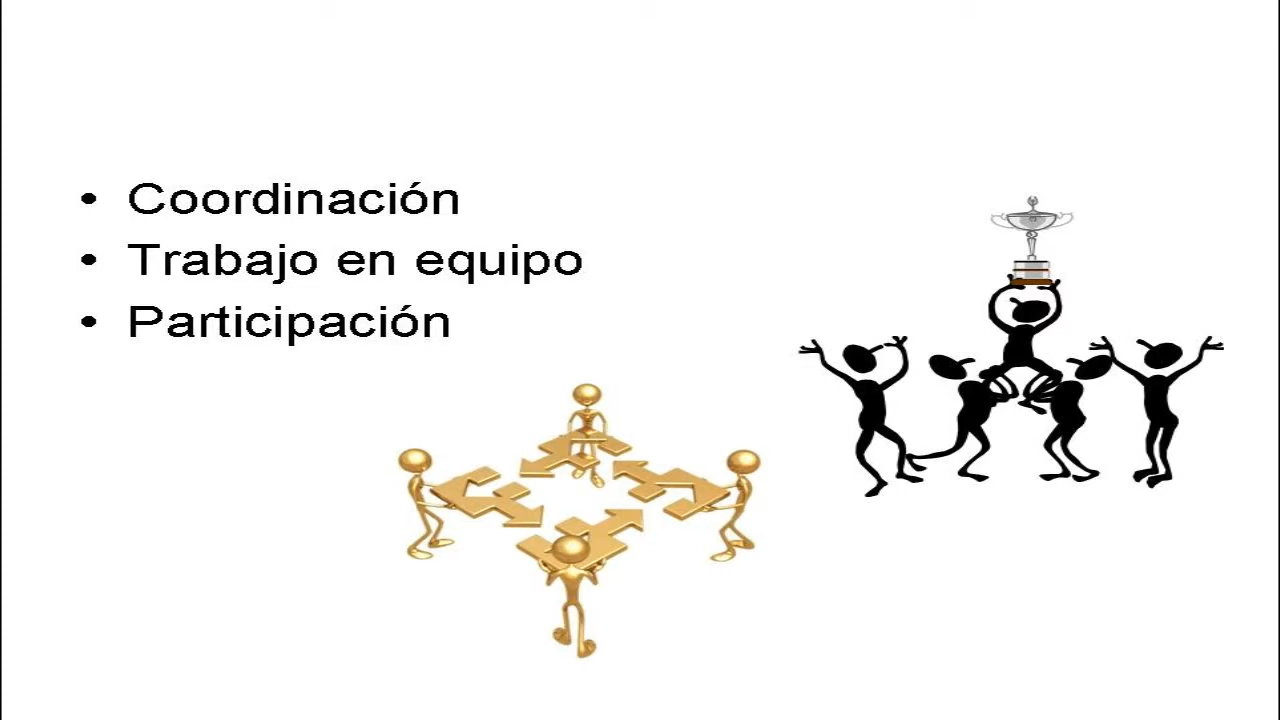 • Coordinación
• Trabajo en equipo
• Participación